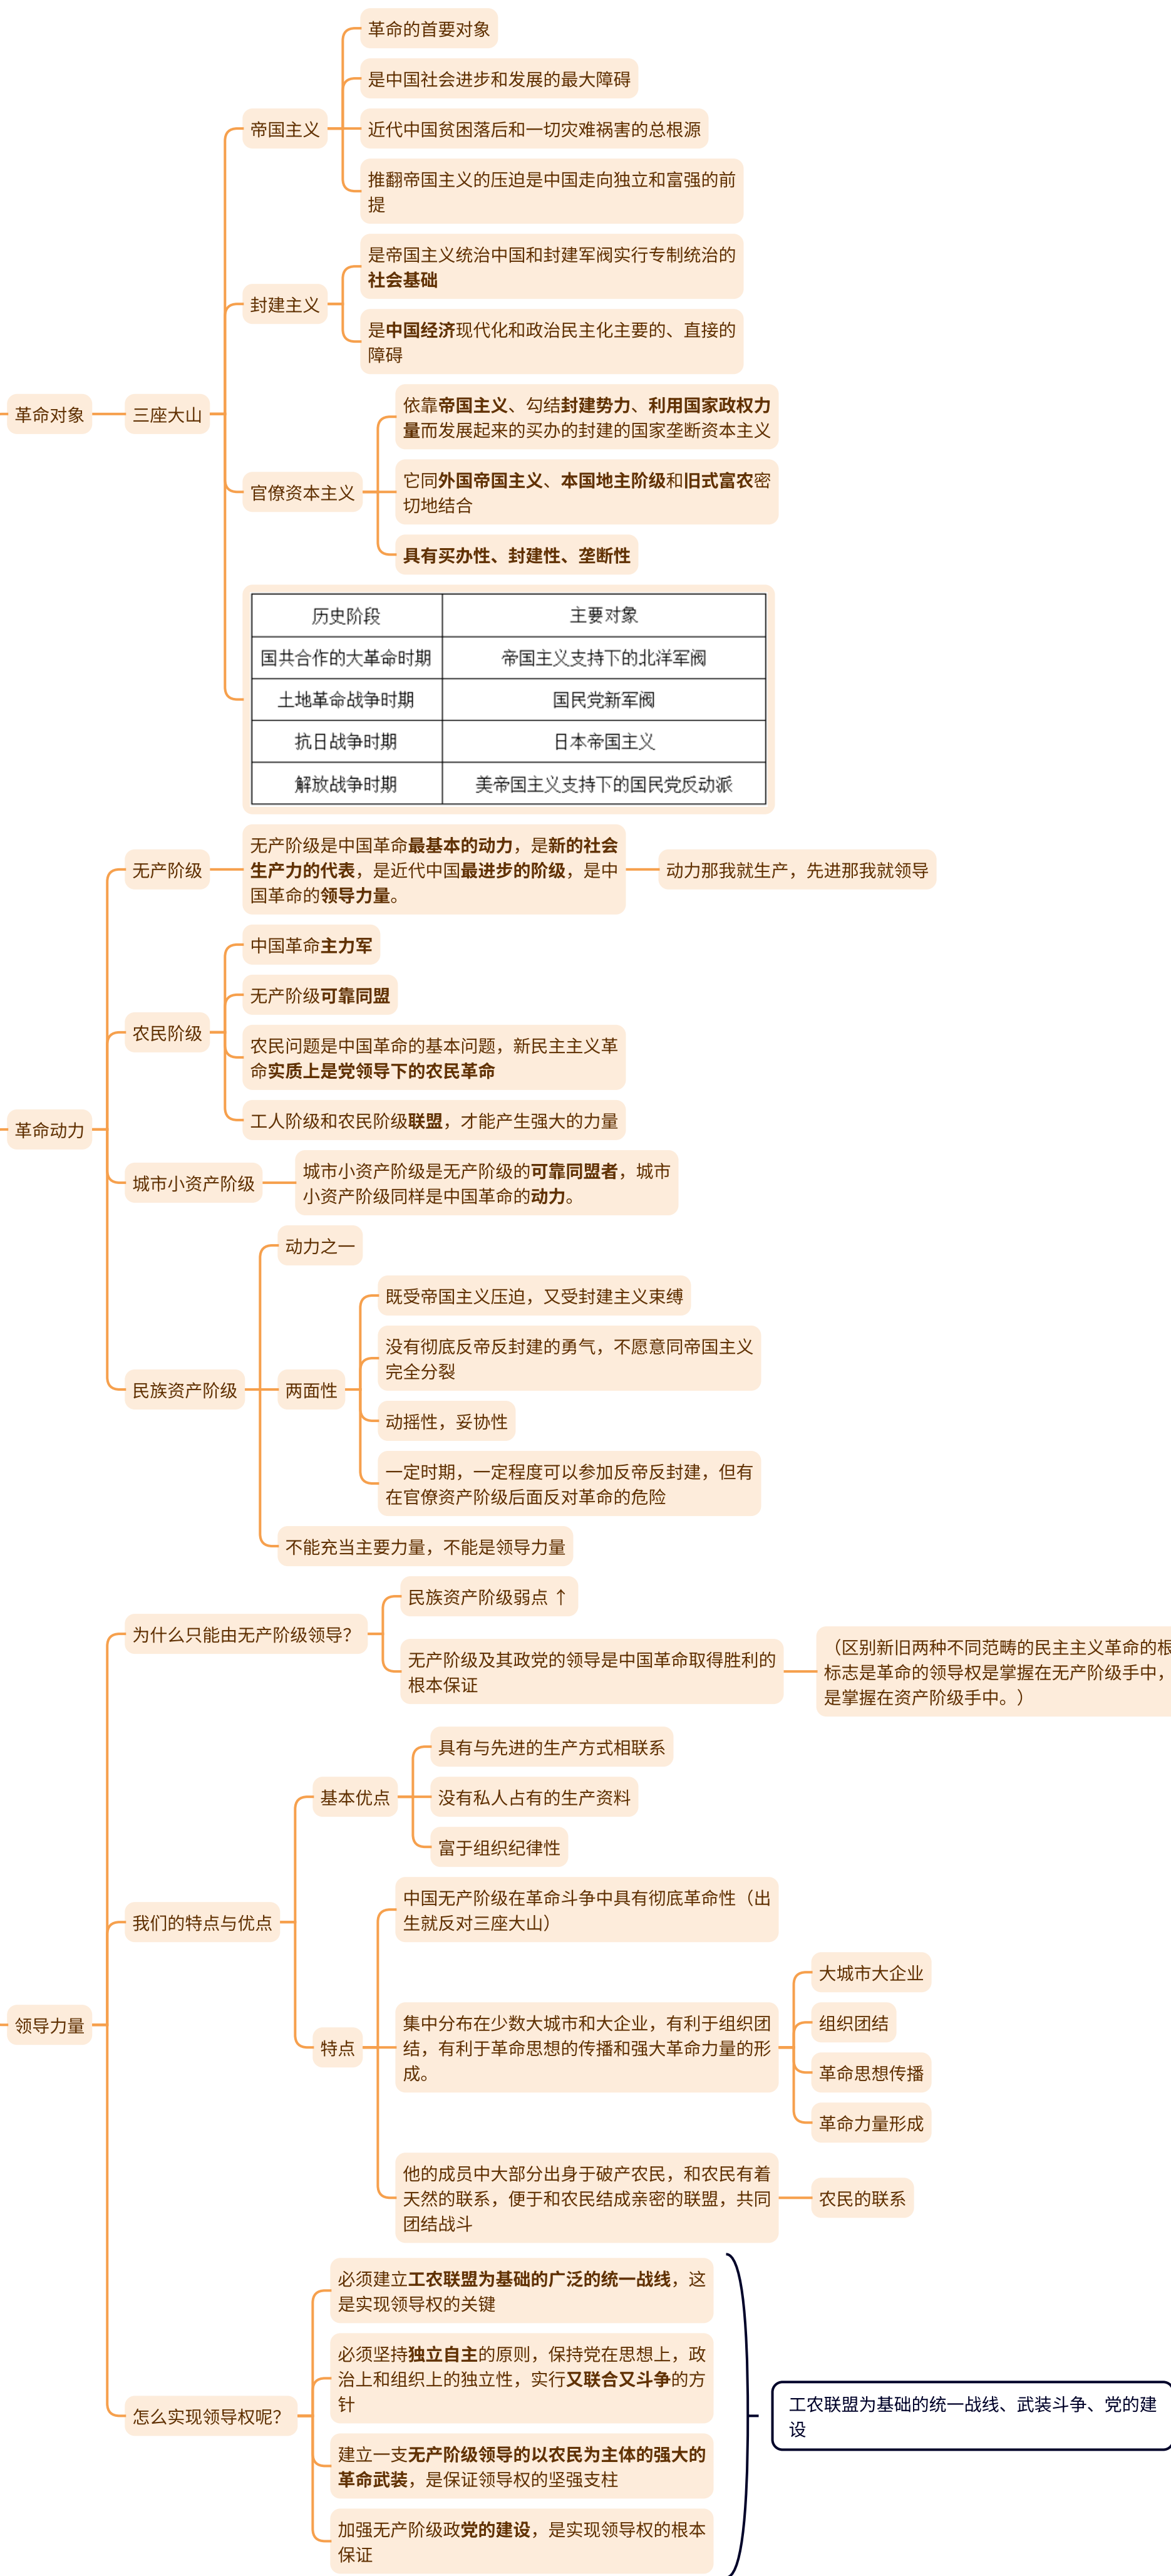 革命对象
三座大山
帝国主义
革命的首要对象
是中国社会进步和发展的最大障碍
近代中国贫困落后和一切灾难祸害的总根源
推翻帝国主义的压迫是中国走向独立和富强的前
提
封建主义
是帝国主义统治中国和封建军阀实行专制统治的
社会基础
是中国经济现代化和政治民主化主要的、直接的
障碍
官僚资本主义
依靠帝国主义、勾结封建势力、利用国家政权力
量而发展起来的买办的封建的国家垄断资本主义
它同外国帝国主义、本国地主阶级和旧式富农密
切地结合
具有买办性、封建性、垄断性
历史阶段 主要对象
国共合作的大革命时期 帝国主义支持下的北洋军阀
土地革命战争时期 国民党新军阀
抗日战争时期 日本帝国主义
解放战争时期 美帝国主义支持下的国民党反动派
革命动力
无产阶级
无产阶级是中国革命最基本的动力，是新的社会
生产力的代表，是近代中国最进步的阶级，是中
国革命的领导力量。
动力那我就生产，先进那我就领导
农民阶级
中国革命主力军
无产阶级可靠同盟
农民问题是中国革命的基本问题，新民主主义革
命实质上是党领导下的农民革命
工人阶级和农民阶级联盟，才能产生强大的力量
城市小资产阶级
城市小资产阶级是无产阶级的可靠同盟者，城市
小资产阶级同样是中国革命的动力。
民族资产阶级
动力之一
两面性
既受帝国主义压迫，又受封建主义束缚
没有彻底反帝反封建的勇气，不愿意同帝国主义
完全分裂
动摇性，妥协性
一定时期，一定程度可以参加反帝反封建，但有
在官僚资产阶级后面反对革命的危险
不能充当主要力量，不能是领导力量
领导力量
为什么只能由无产阶级领导？
民族资产阶级弱点 ↑
无产阶级及其政党的领导是中国革命取得胜利的
根本保证
（区别新旧两种不同范畴的民主主义革命的根
标志是革命的领导权是掌握在无产阶级手中，
是掌握在资产阶级手中。）
我们的特点与优点
基本优点
具有与先进的生产方式相联系
没有私人占有的生产资料
富于组织纪律性
特点
中国无产阶级在革命斗争中具有彻底革命性（出
生就反对三座大山）
集中分布在少数大城市和大企业，有利于组织团
结，有利于革命思想的传播和强大革命力量的形
成。
大城市大企业
组织团结
革命思想传播
革命力量形成
他的成员中大部分出身于破产农民，和农民有着
天然的联系，便于和农民结成亲密的联盟，共同
团结战斗
农民的联系
怎么实现领导权呢？
必须建立工农联盟为基础的广泛的统一战线，这
是实现领导权的关键
必须坚持独立自主的原则，保持党在思想上，政
治上和组织上的独立性，实行又联合又斗争的方
针
建立一支无产阶级领导的以农民为主体的强大的
革命武装，是保证领导权的坚强支柱
加强无产阶级政党的建设，是实现领导权的根本
保证
工农联盟为基础的统一战线、武装斗争、党的建
设